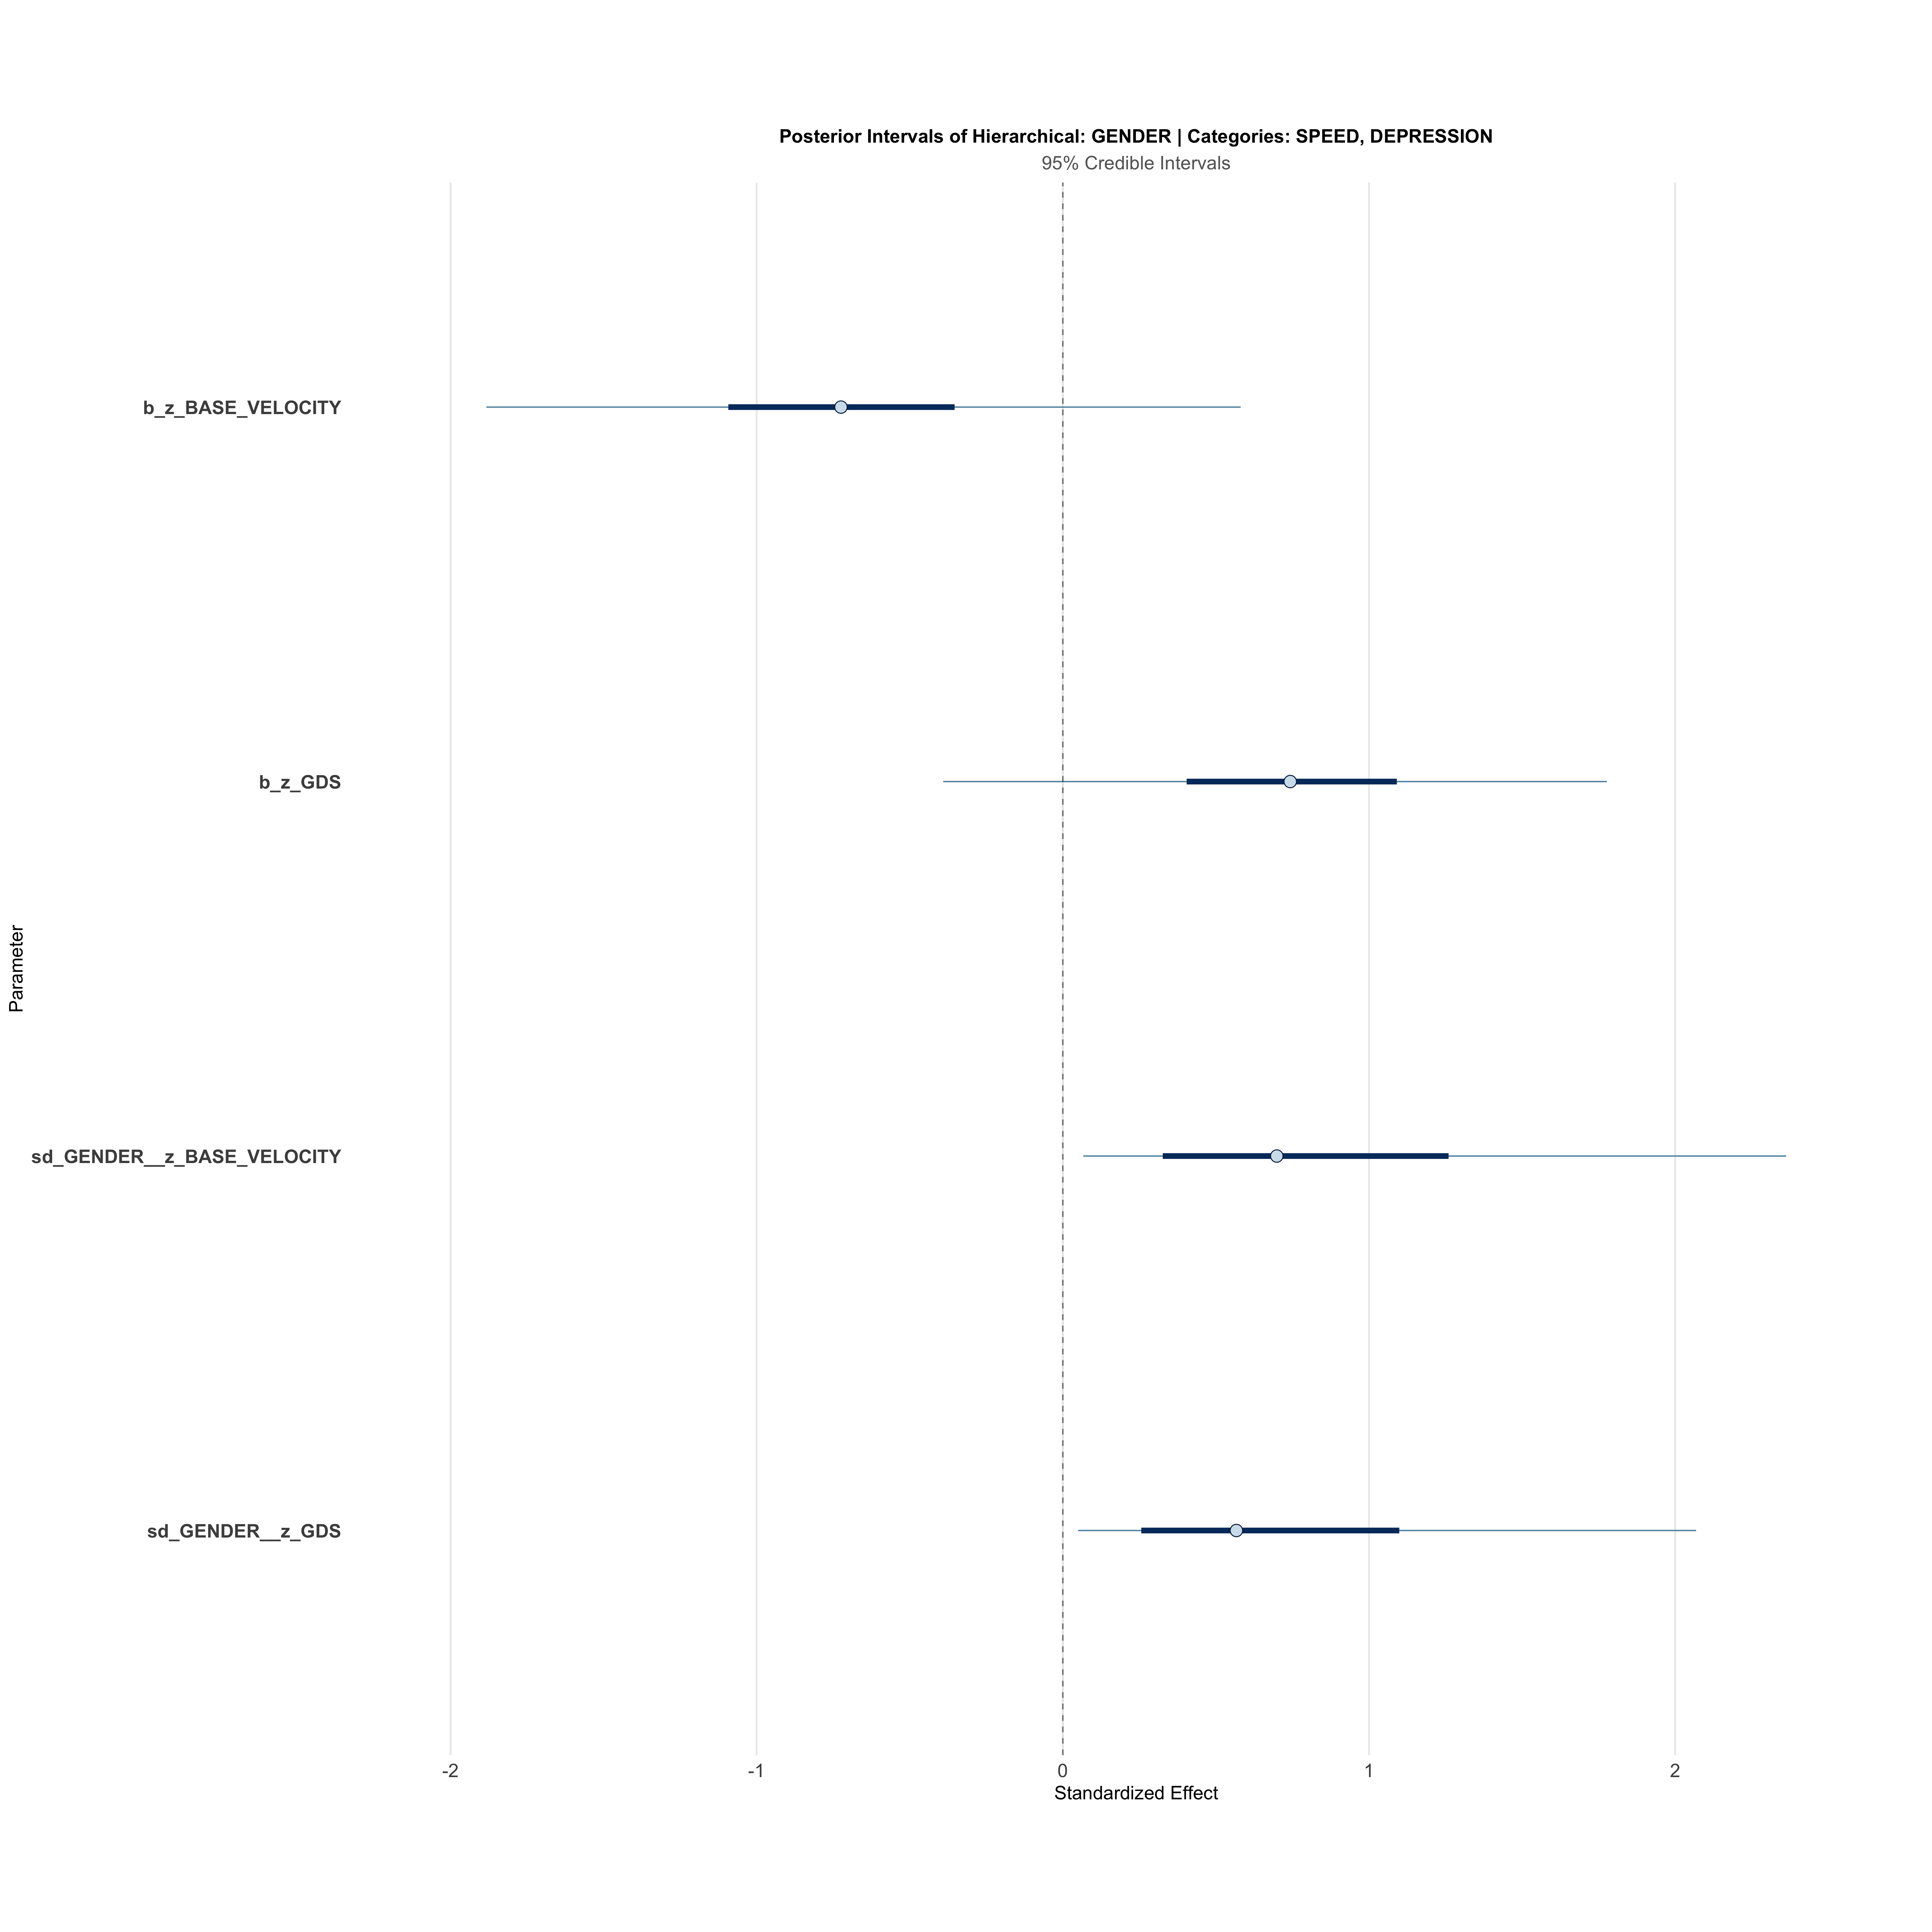 Posterior Intervals of Hierarchical: GENDER | Categories: SPEED, DEPRESSION
95% Credible Intervals
b_z_BASE_VELOCITY
b_z_GDS
Parameter
sd_GENDER__z_BASE_VELOCITY
sd_GENDER__z_GDS
-2 -1 0 1 2
Standardized Effect